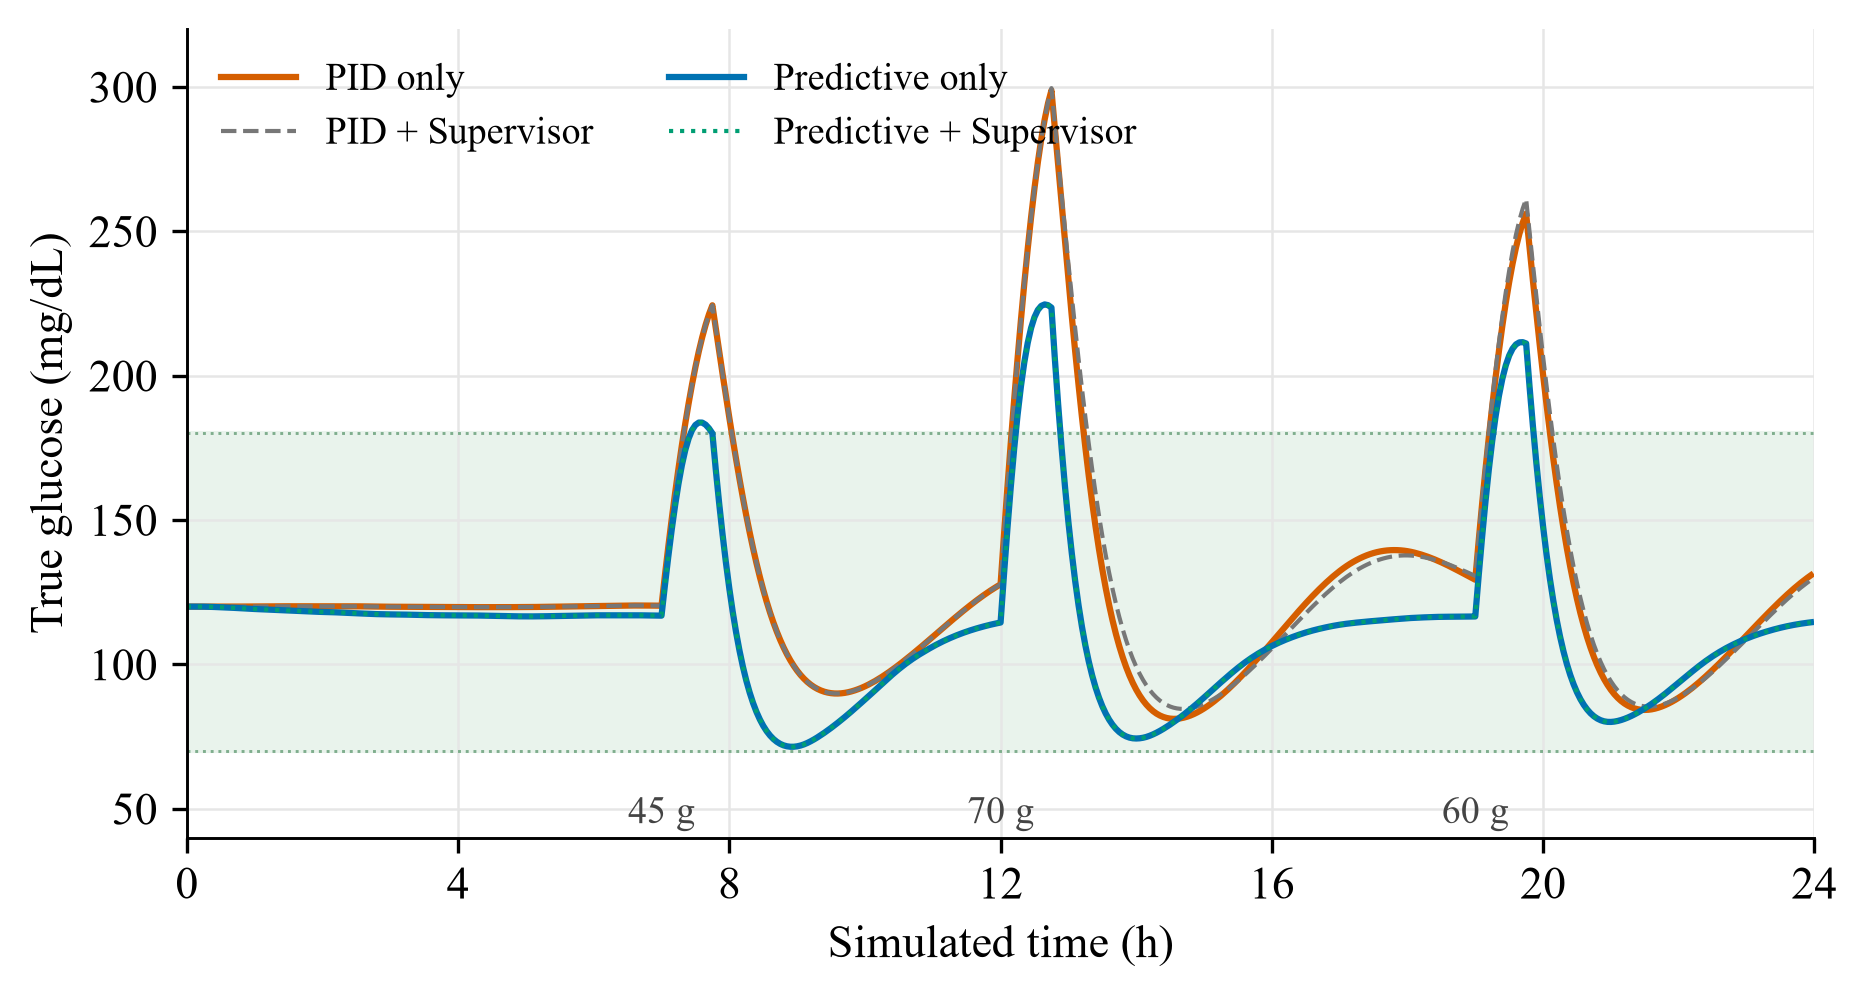 PID only
Predictive only
PID + Supervisor
Predictive + Supervisor
True glucose (mg/dL)
300
250
200
150
100
50
45 g
70 g
60 g
0
4
8
12
16
20
24
Simulated time (h)